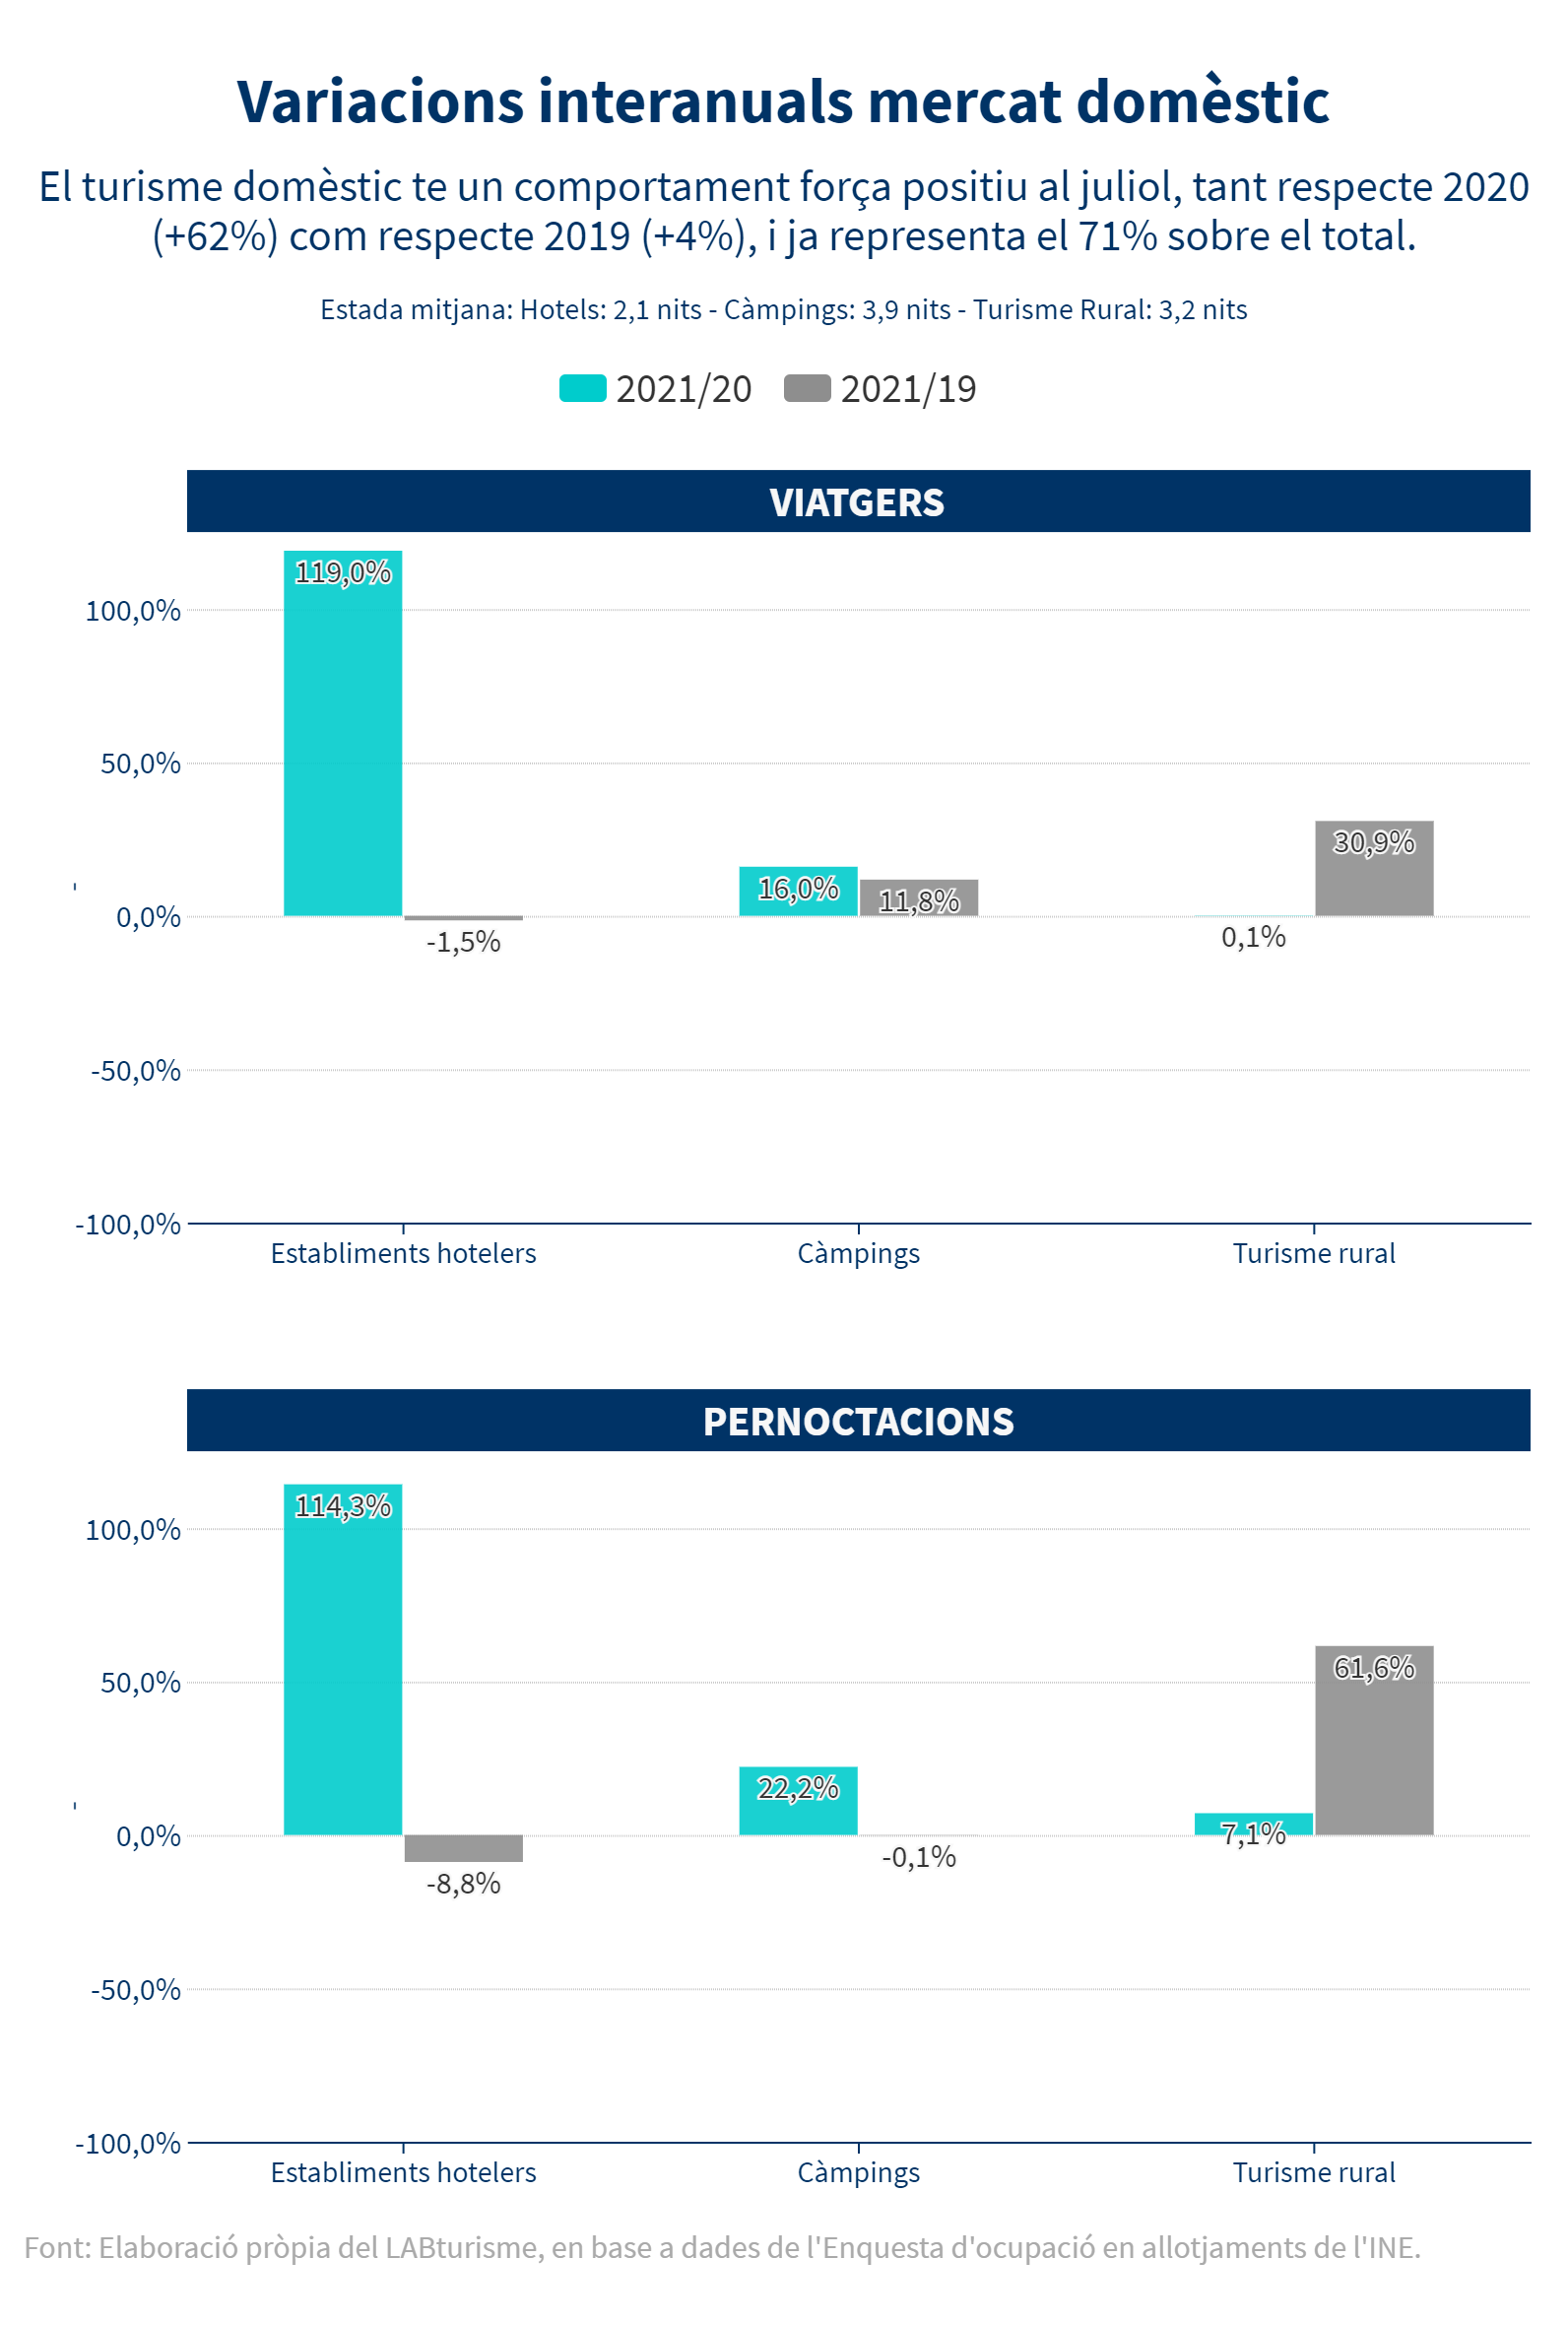 Variacions interanuals mercat domèstic
El turisme domèstic te un comportament força positiu al juliol, tant respecte 2020
(+62%) com respecte 2019 (+4%), i ja representa el 71% sobre el total.
Estada mitjana: Hotels: 2,1 nits - Càmpings: 3,9 nits - Turisme Rural: 3,2 nits
2021/20 2021/19
VIATGERS
119,0%
100,0%
50,0%
30,9%
16,0% 11,8%
0,0%
-1,5% 0,1%
-50,0%
-100,0%
Establiments hotelers Càmpings Turisme rural
PERNOCTACIONS
114,3%
100,0%
61,6%
50,0%
22,2%
7,1%
0,0%
-0,1%
-8,8%
-50,0%
-100,0%
Establiments hotelers Càmpings Turisme rural
Font: Elaboració pròpia del LABturisme, en base a dades de l'Enquesta d'ocupació en allotjaments de l'INE.